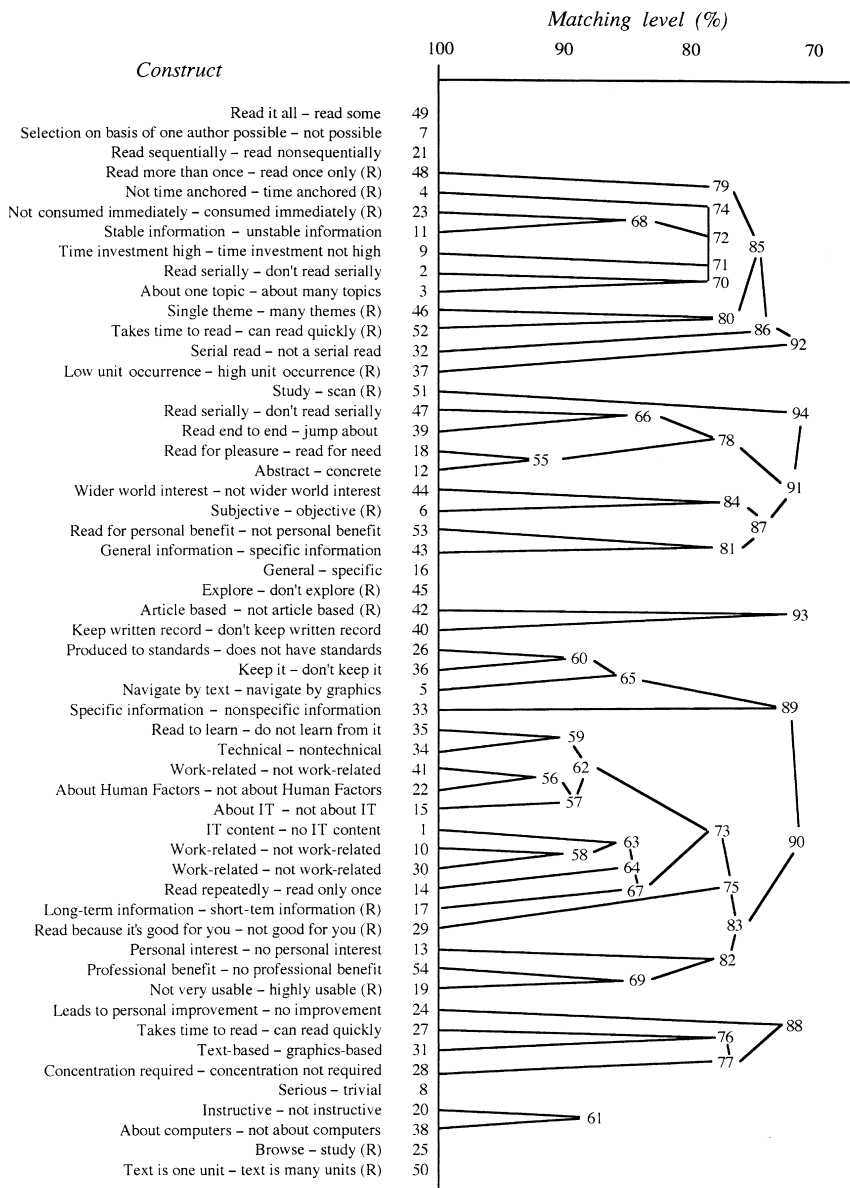 Matching level (%)
100 90 80 70
Construct
Read it all – read some 49
Selection on basis of one author possible – not possible 7
Read sequentially – read nonsequentially 21
Read more than once – read once only (R) 48
79
Not time anchored – time anchored (R) 4
74
Not consumed immediately – consumed immediately (R) 23
68
Stable information – unstable information 11
72
85
Time investment high – time investment not high 9
71
Read serially – don't read serially 2
70
About one topic – about many topics 3
Single theme – many themes (R) 46
80
Takes time to read – can read quickly (R) 52
86
Serial read – not a serial read 32
92
Low unit occurrence – high unit occurrence (R) 37
Study – scan (R) 51
Read serially – don't read serially 47
66
94
Read end to end – jump about 39
78
Read for pleasure – read for need 18
55
Abstract – concrete 12
Wider world interest – not wider world interest 44
91
84
Subjective – objective (R) 6
87
Read for personal benefit – not personal benefit 53
General information – specific information 43
81
General – specific 16
Explore – don't explore (R) 45
Article based – not article based (R) 42
93
Keep written record – don't keep written record 40
Produced to standards – does not have standards 26
60
Keep it – don't keep it 36
65
Navigate by text – navigate by graphics 5
Specific information – nonspecific information 33
89
Read to learn – do not learn from it 35
59
Technical – nontechnical 34
Work-related – not work-related 41
62
56
About Human Factors – not about Human Factors 22
57
About IT – not about IT 15
IT content – no IT content 1
73
63
90
Work-related – not work-related 10
58
Work-related – not work-related 30
64
Read repeatedly – read only once 14
67
75
Long-term information – short-tem information (R) 17
Read because it's good for you – not good for you (R) 29
83
Personal interest – no personal interest 13
82
Professional benefit – no professional benefit 54
69
Not very usable – highly usable (R) 19
Leads to personal improvement – no improvement 24
88
Takes time to read – can read quickly 27
76
Text-based – graphics-based 31
77
Concentration required – concentration not required 28
Serious – trivial 8
Instructive – not instructive 20
61
About computers – not about computers 38
Browse – study (R) 25
Text is one unit – text is many units (R) 50